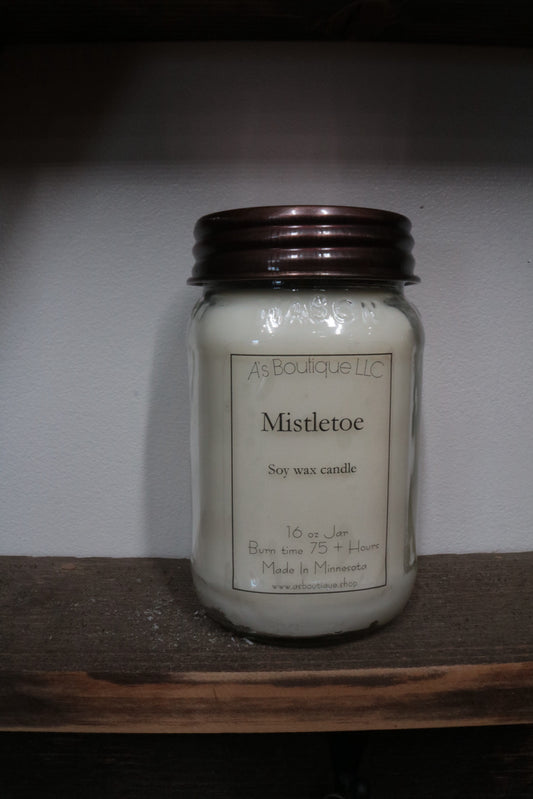 MASON
A's Boutique LLC
Mistletoe
Soy wax candle
16 oz Jar
Burn time 75 + Hours
Made In Minnesota
www.asboutique.shop